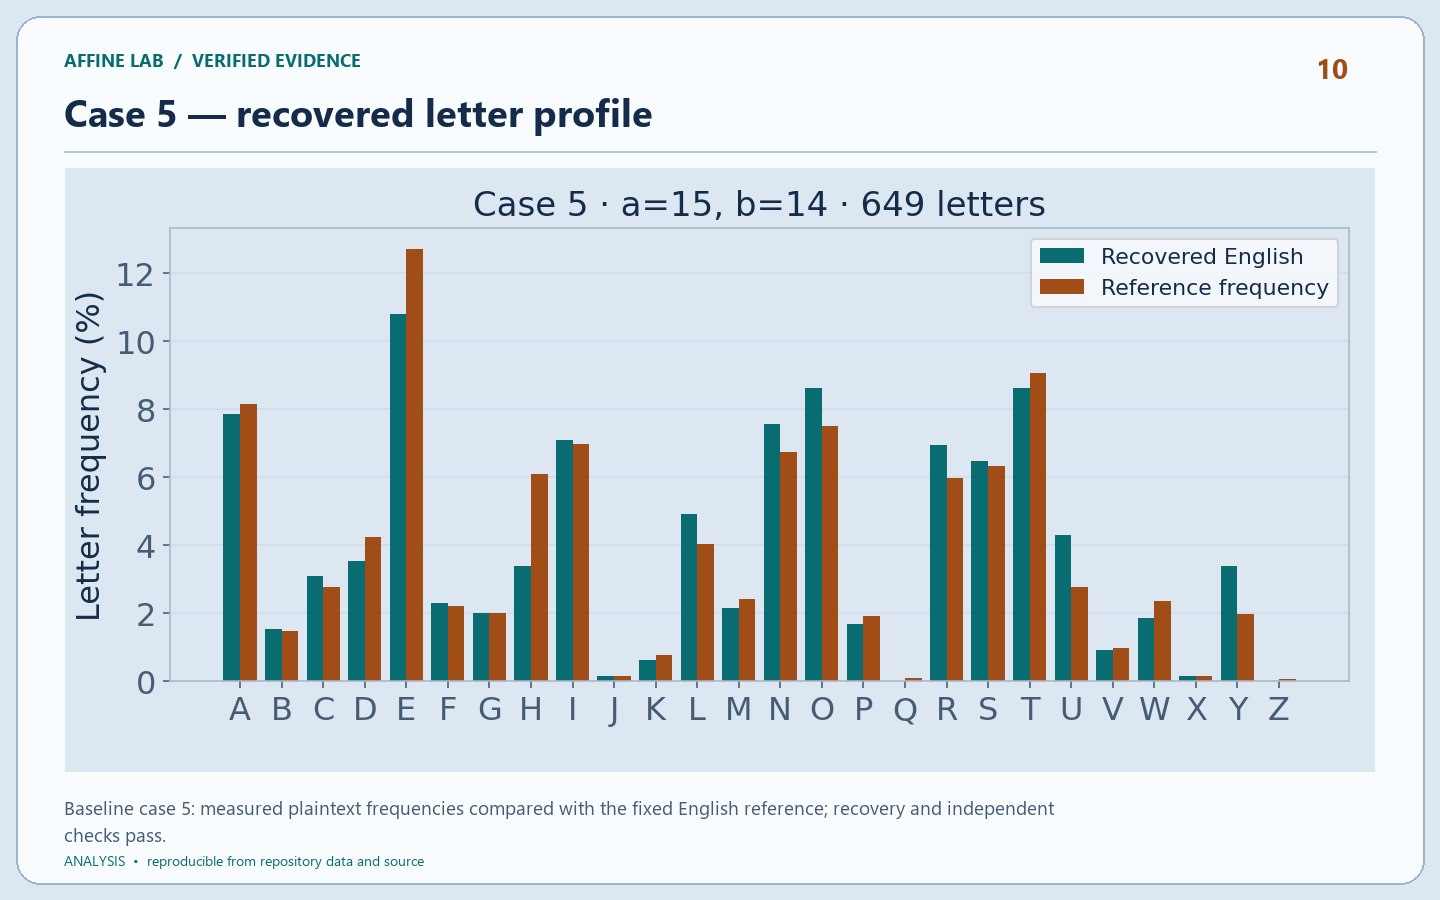 AFFINE LAB / VERIFIED EVIDENCE
10
Case 5 — recovered letter profile
Case 5 · a=15, b=14 · 649 letters
Recovered English
Reference frequency
Letter frequency (%)
12
10
8
6
4
2
0
A B C D E F G H I J K L M N O P Q R S T U V W X Y Z
Baseline case 5: measured plaintext frequencies compared with the fixed English reference; recovery and independent
checks pass.
ANALYSIS • reproducible from repository data and source